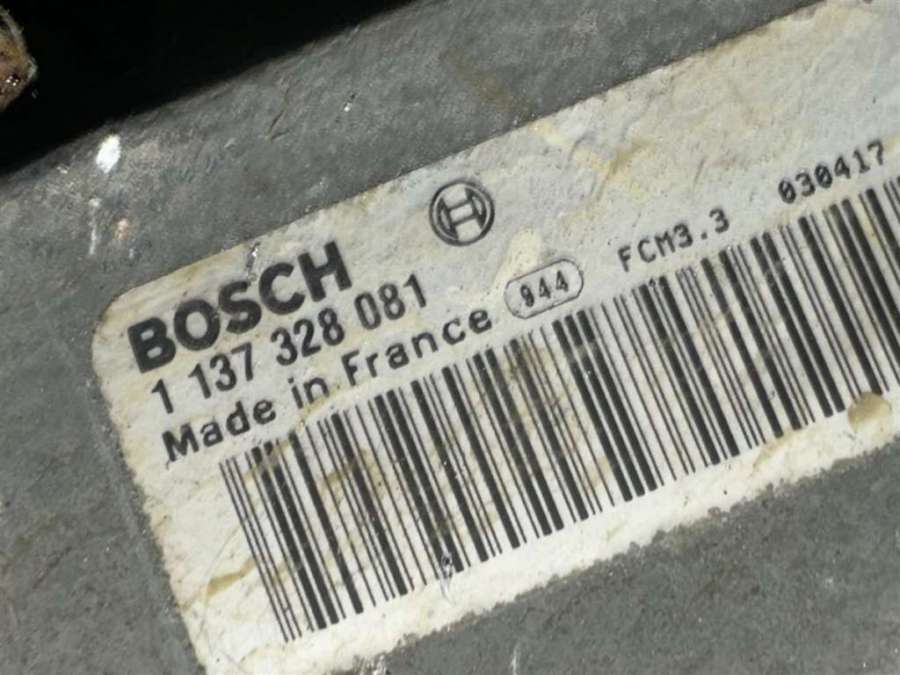 BOSCH
1 137 328 081
Made in France 944 FCM3.3 030417